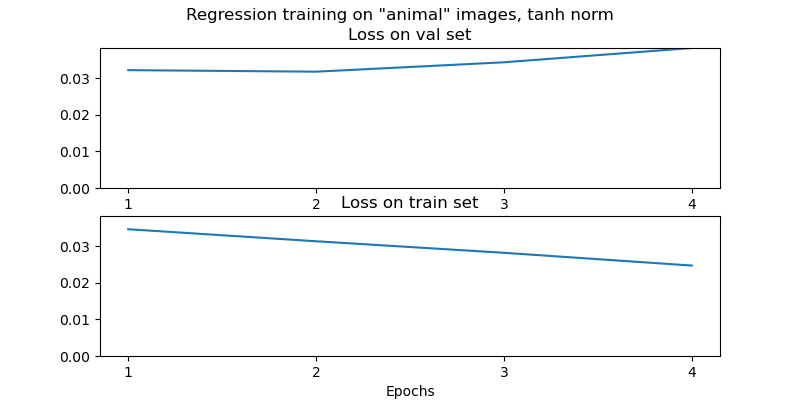 Regression training on "animal" images, tanh norm
Loss on val set
0.03
0.02
0.01
0.00
1 2 3 4
Loss on train set
0.03
0.02
0.01
0.00
1 2 3 4
Epochs